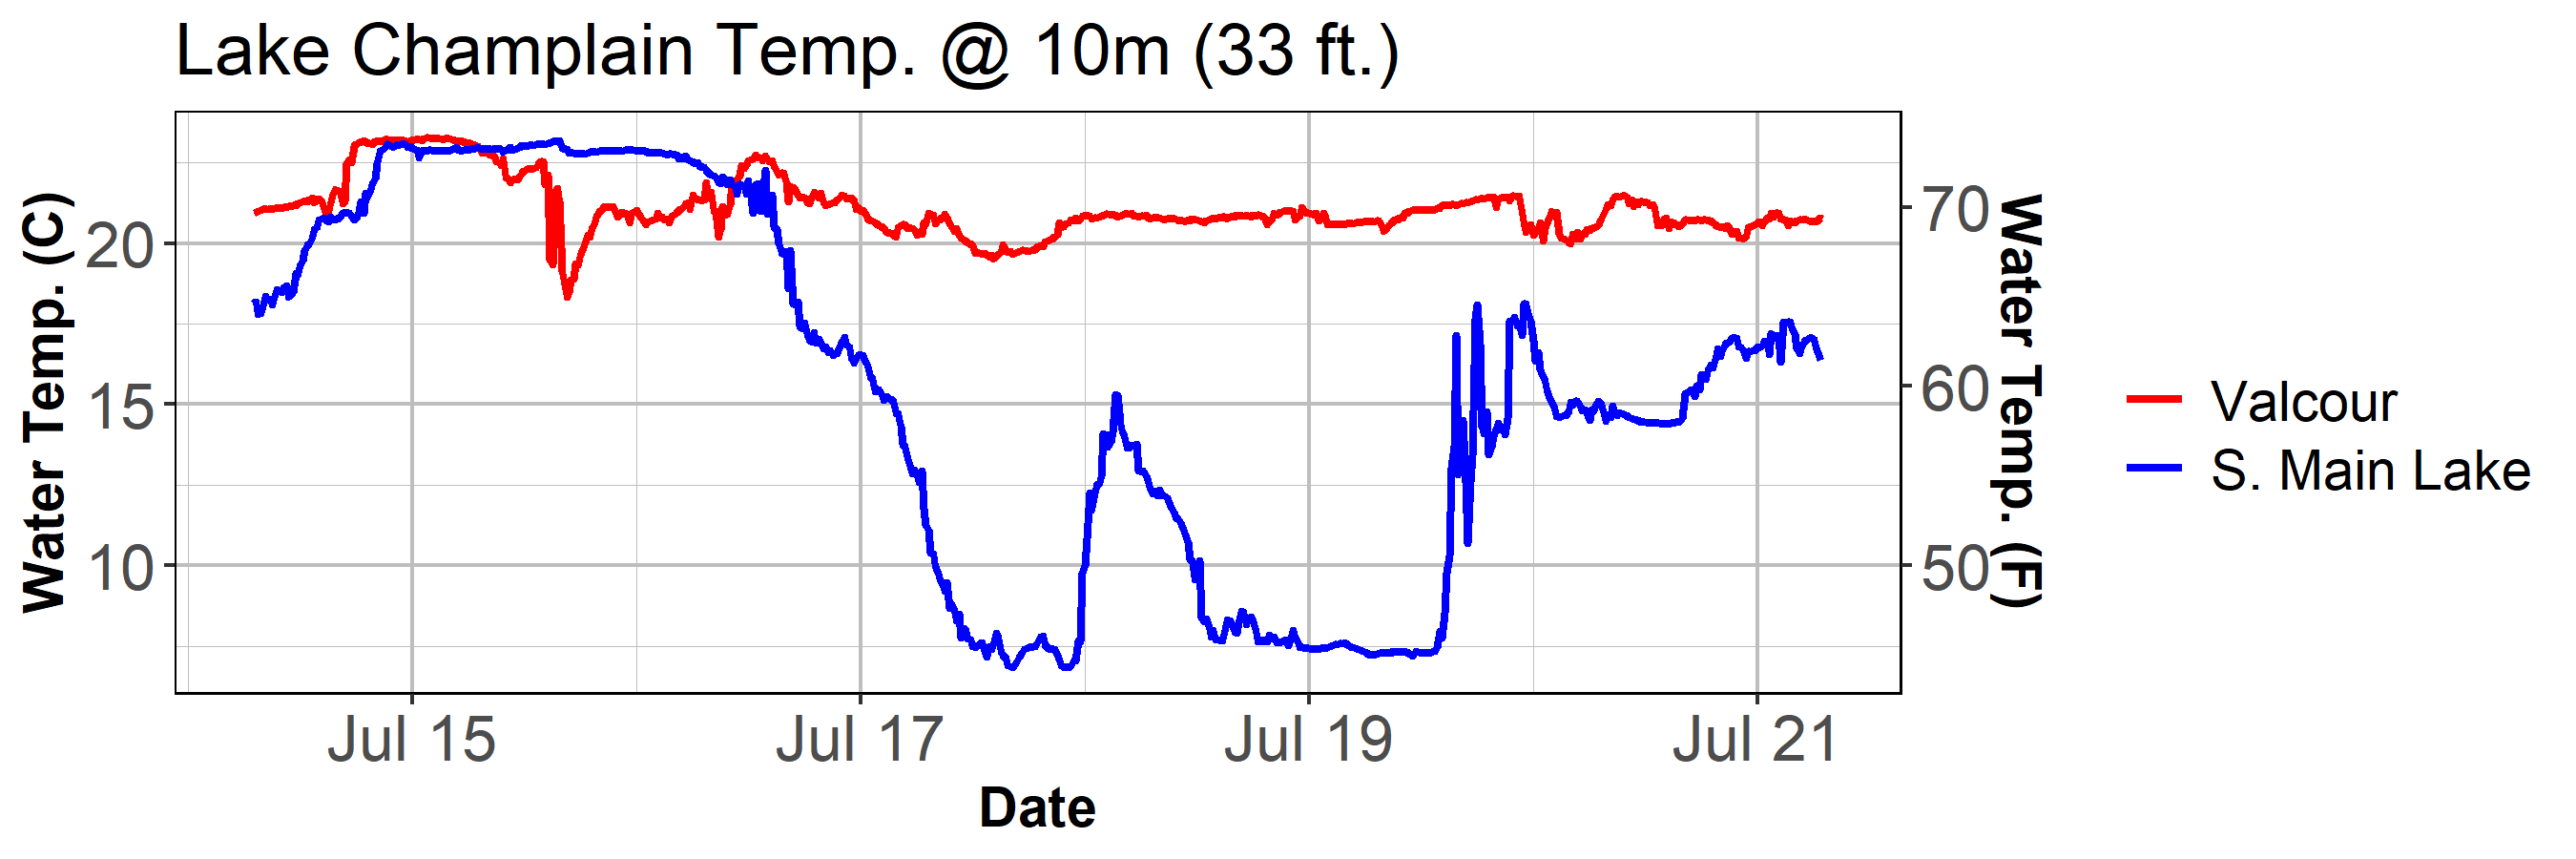 Lake Champlain Temp. @ 10m (33 ft.)
Water Temp. (C)
20
15
10
70
60
50
Water Temp. (F)
Jul 15
Jul 17
Jul 19
Jul 21
Date
Valcour
S. Main Lake